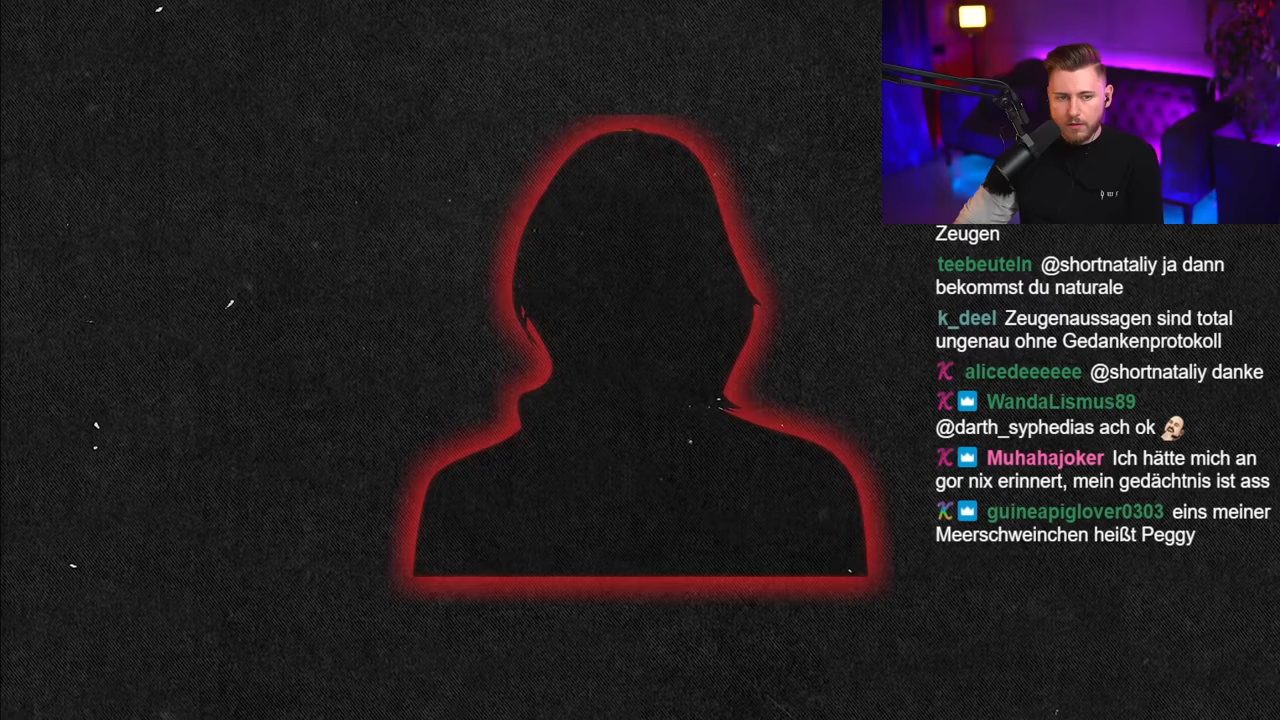 Zeugen
teebeuteln @shortnataliy ja dann
bekommst du naturale
k_deel Zeugenaussagen sind total
ungenau ohne Gedankenprotokoll
alicedeeeeee @shortnataliy danke
WandaLismus89
@darth_syphedias ach ok
Muhahajoker Ich hätte mich an
gor nix erinnert, mein gedächtnis ist ass
guineapiglover0303 eins meiner
Meerschweinchen heißt Peggy